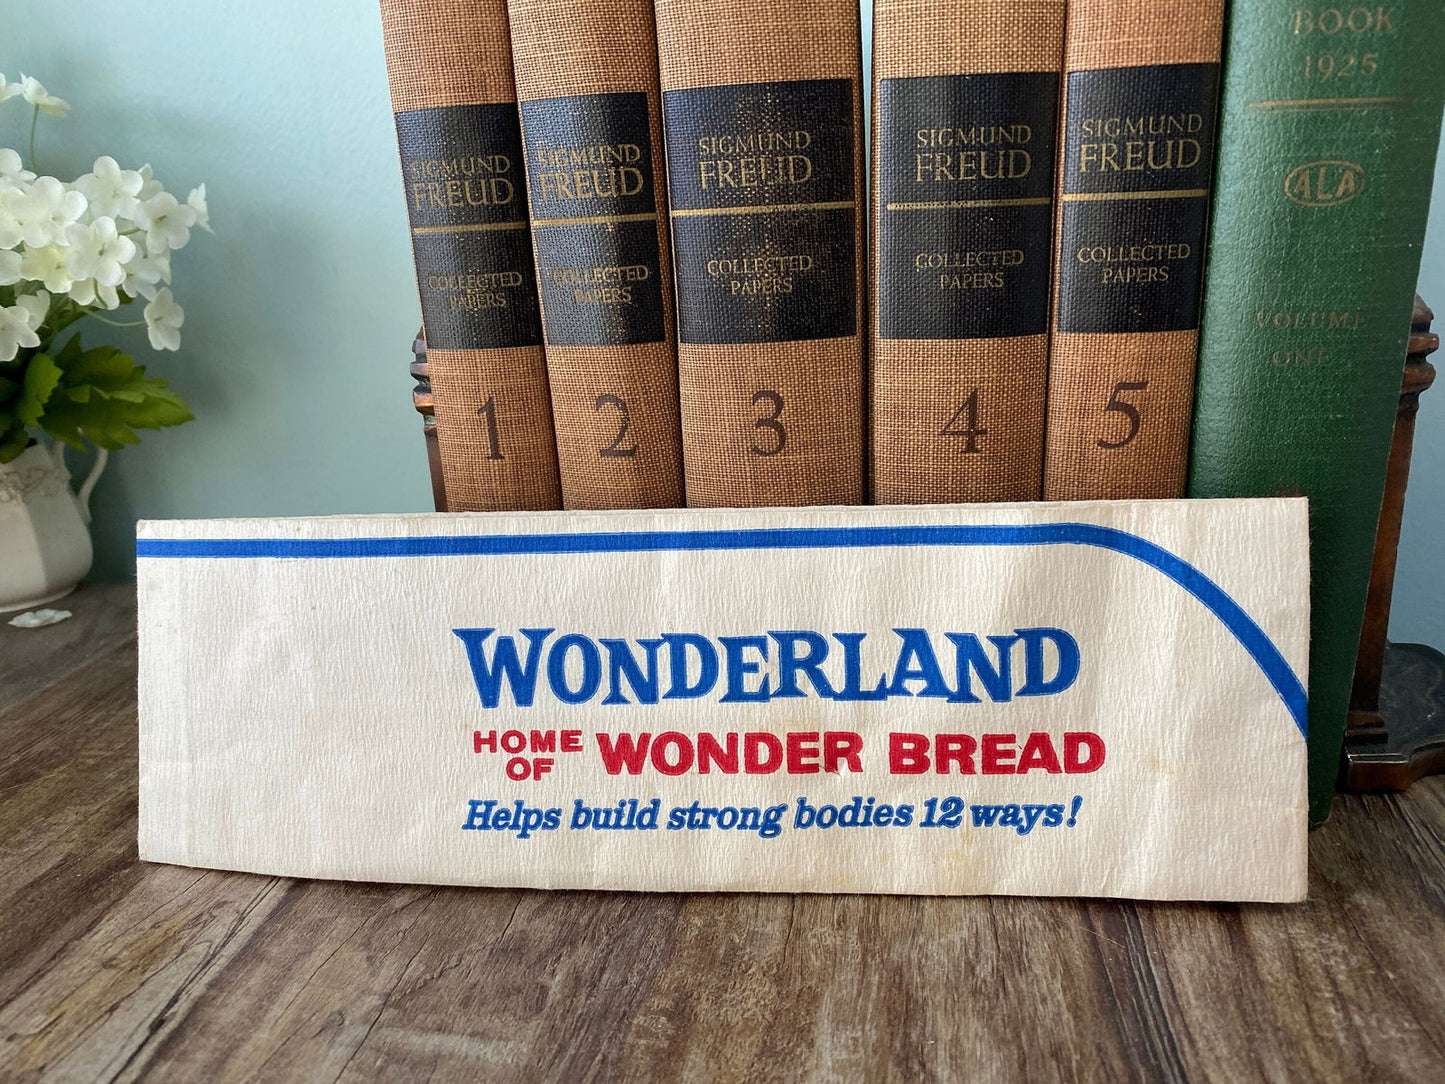 SIGMUND
FREUD
COLLECTED
PAPERS
1
SIGMUND
FREUD
COLLECTED
PAPERS
2
SIGMUND
FREUD
COLLECTED
PAPERS
3
SIGMUND
FREUD
COLLECTED
PAPERS
4
SIGMUND
FREUD
COLLECTED
PAPERS
5
BOOK
1925
ALA
VOLUME
ONE
WONDERLAND
HOME
OF WONDER BREAD
Helps build strong bodies 12 ways!